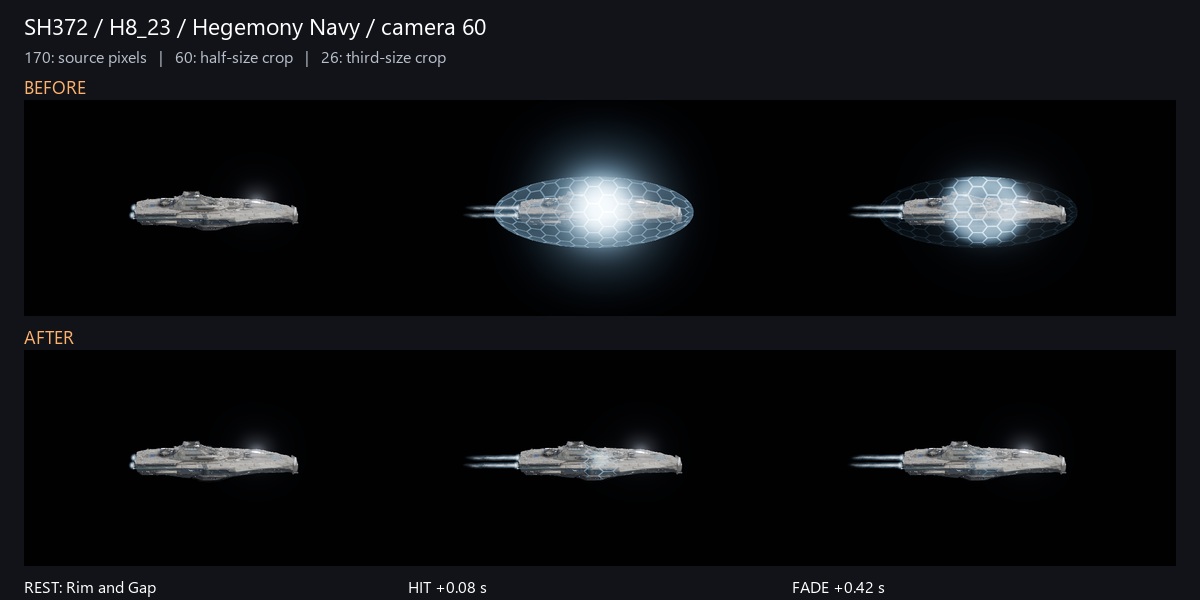 SH372 / H8_23 / Hegemony Navy / camera 60
170: source pixels | 60: half-size crop | 26: third-size crop
BEFORE
AFTER
REST: Rim and Gap
HIT +0.08 s
FADE +0.42 s